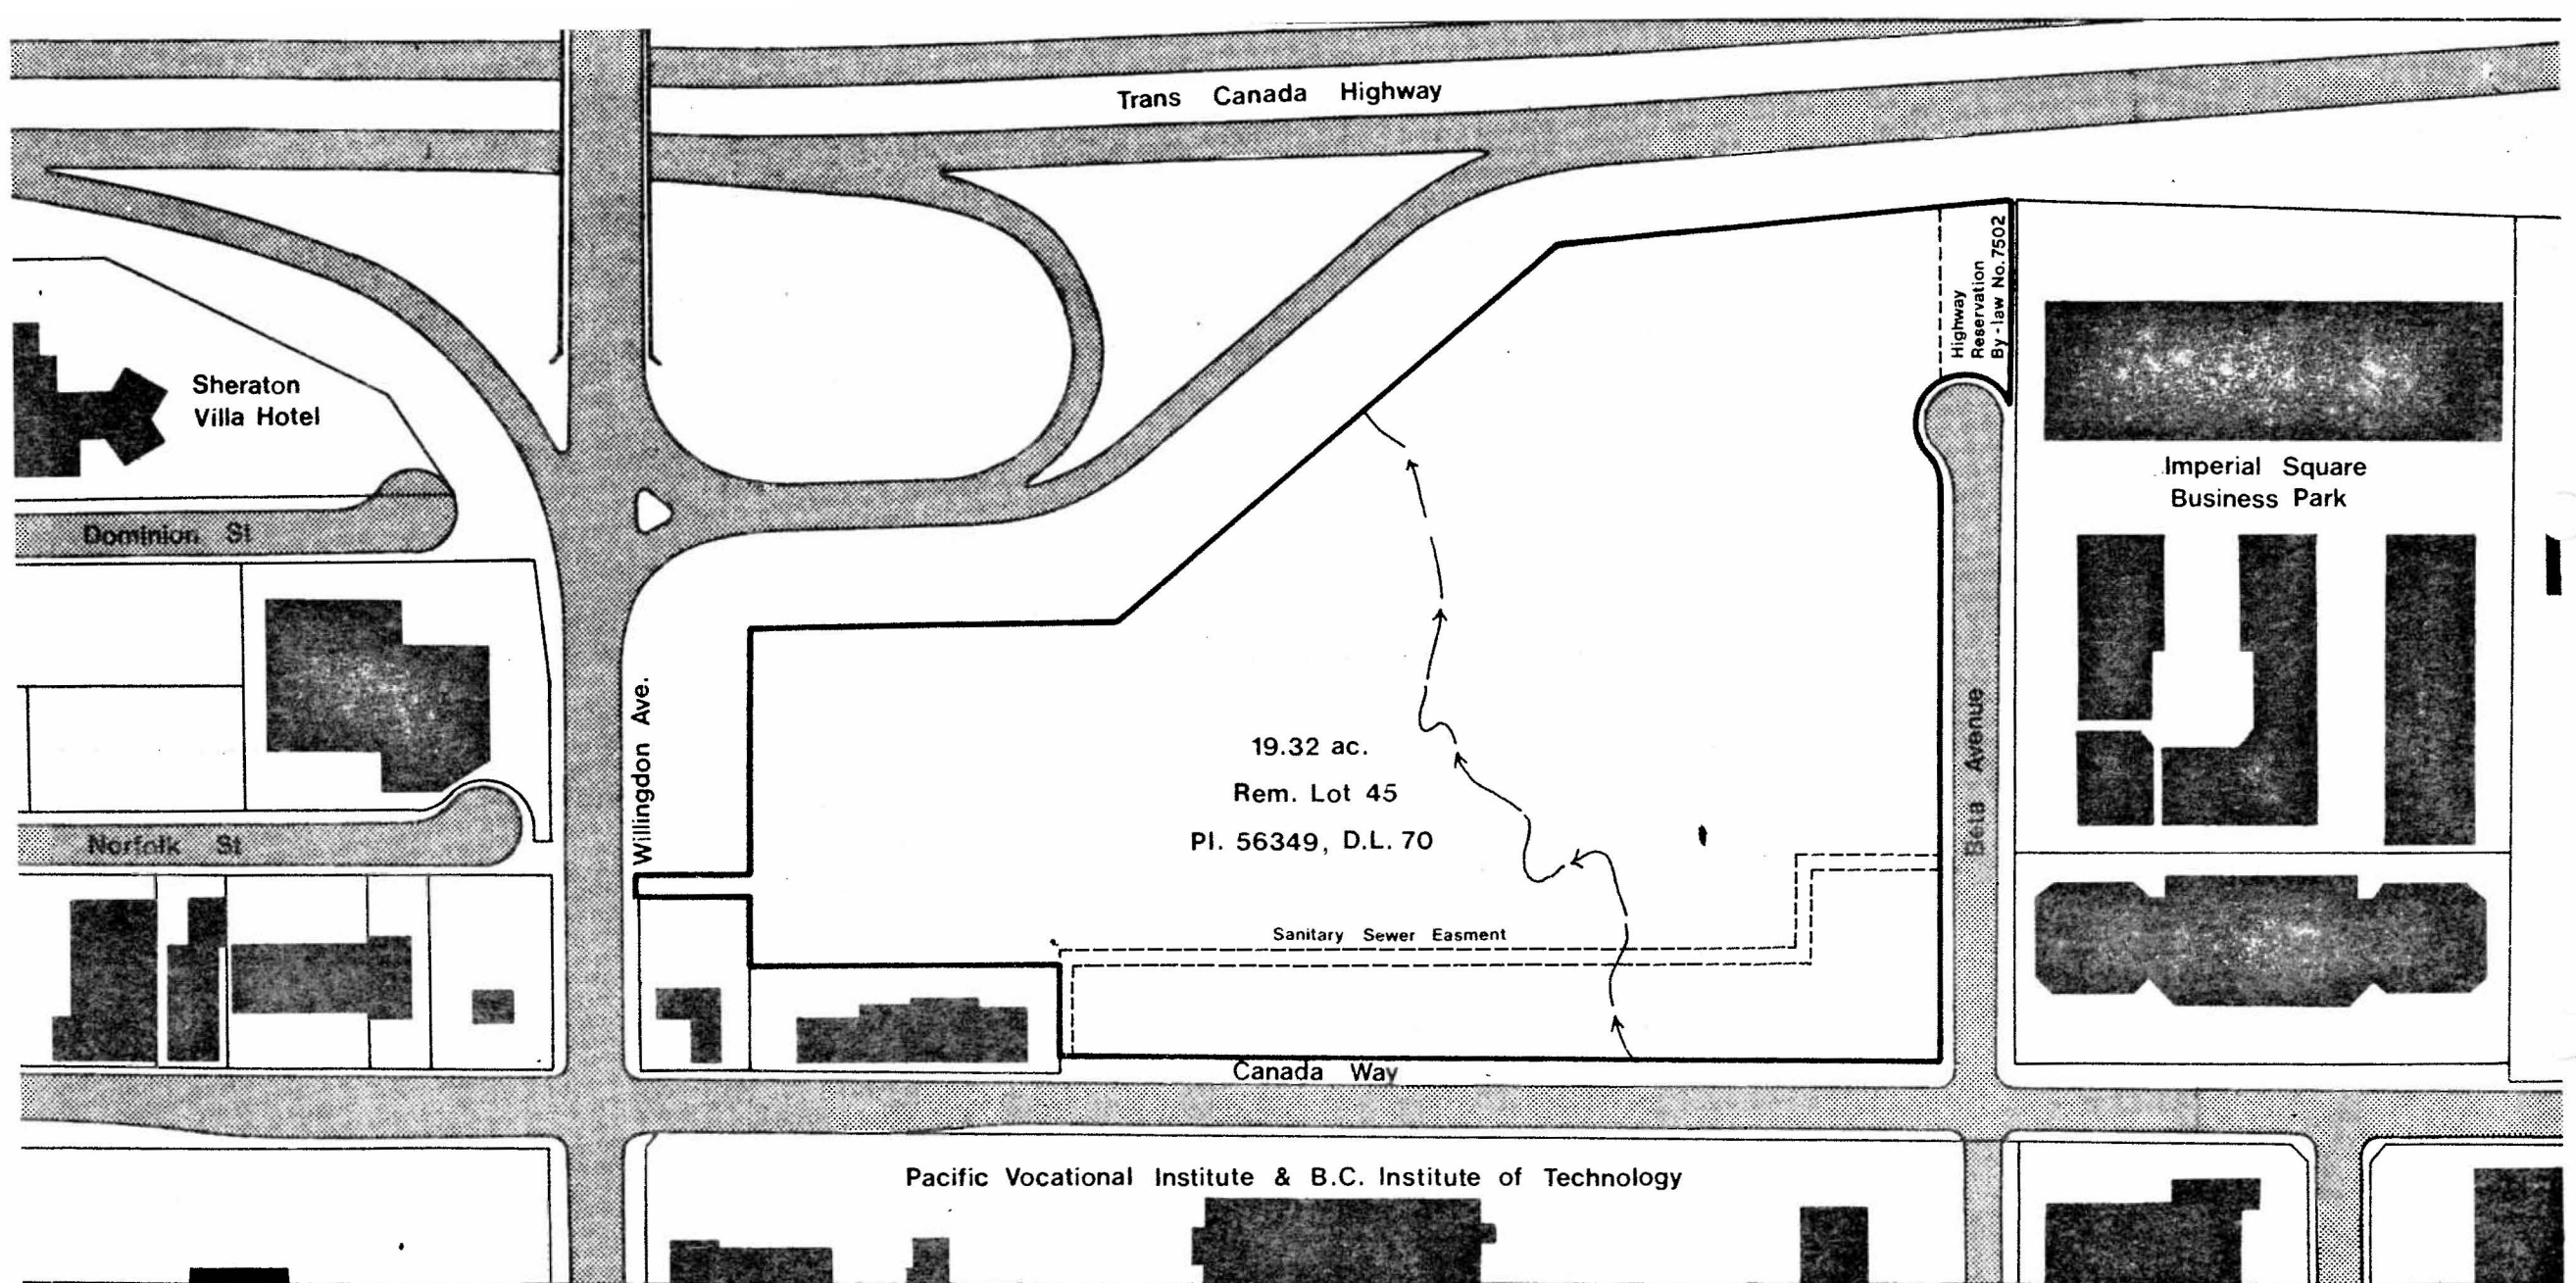 Trans Canada Highway
Highway
Reservation
By-law No. 7502
Sheraton
Villa Hotel
Imperial Square
Business Park
Dominion St
Willingdon Ave.
Beta Avenue
19.32 ac.
Rem. Lot 45
Pl. 56349, D.L. 70
Norfolk St
Sanitary Sewer Easment
Canada Way
Pacific Vocational Institute & B.C. Institute of Technology